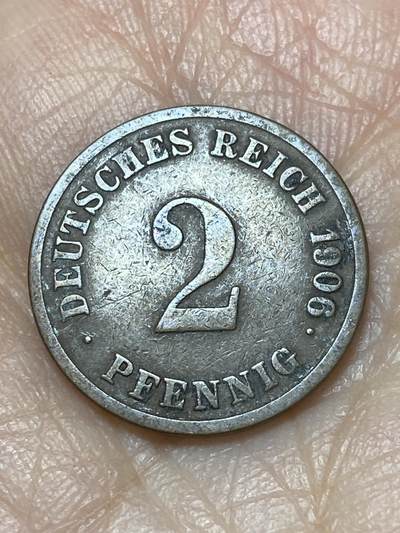 DEUTSCHES REICH 1906
2
· PFENNIG ·